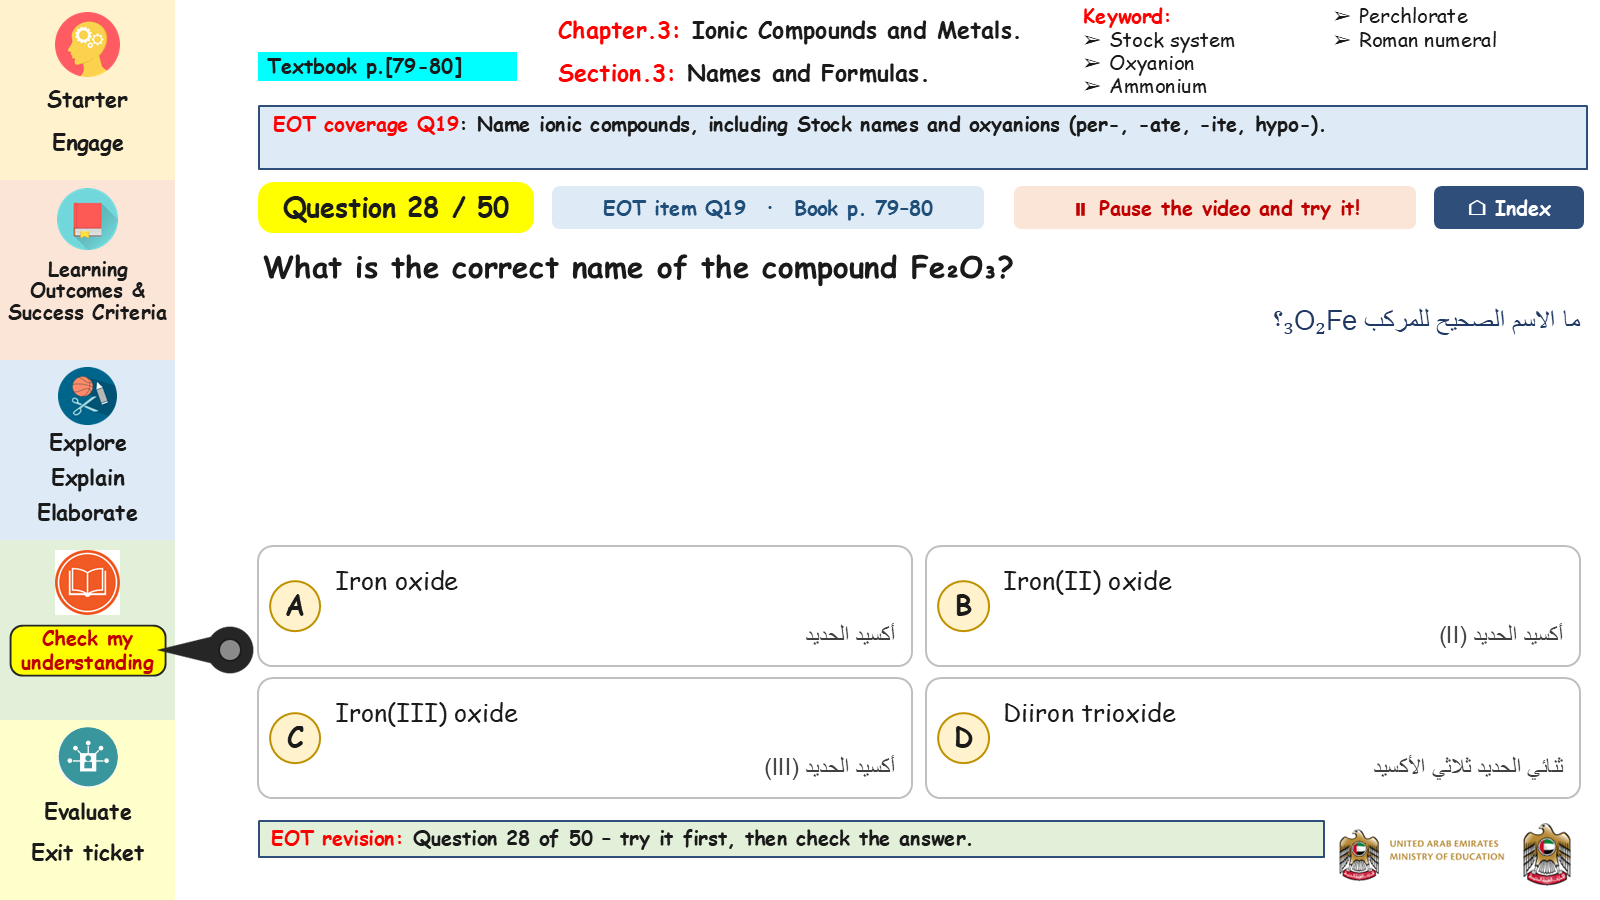 Starter
Engage
Learning
Outcomes &
Success Criteria
Explore
Explain
Elaborate
Check my
understanding
Evaluate
Exit ticket
Textbook p.[79-80]
Chapter.3: Ionic Compounds and Metals.
Section.3: Names and Formulas.
Keyword:
➢ Stock system
➢ Oxyanion
➢ Ammonium
➢ Perchlorate
➢ Roman numeral
EOT coverage Q19: Name ionic compounds, including Stock names and oxyanions (per-, -ate, -ite, hypo-).
Question 28 / 50
EOT item Q19 · Book p. 79–80
⏸ Pause the video and try it!
☖ Index
What is the correct name of the compound Fe₂O₃?
ما الاسم الصحيح للمركب Fe₂O₃؟
A
Iron oxide
أكسيد الحديد
B
Iron(II) oxide
أكسيد الحديد (II)
C
Iron(III) oxide
أكسيد الحديد (III)
D
Diiron trioxide
ثنائي الحديد ثلاثي الأكسيد
EOT revision: Question 28 of 50 – try it first, then check the answer.
UNITED ARAB EMIRATES
MINISTRY OF EDUCATION